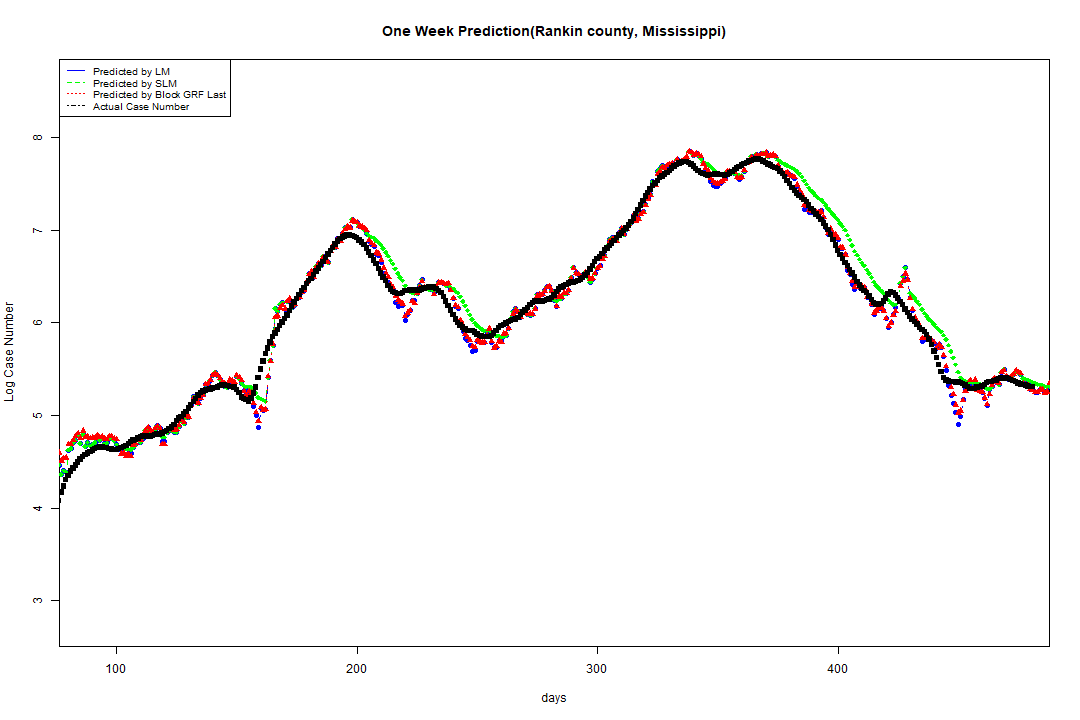 One Week Prediction(Rankin county, Mississippi)
Predicted by LM
Predicted by SLM
Predicted by Block GRF Last
Actual Case Number
Log Case Number
8
7
6
5
4
3
100 200 300 400
days